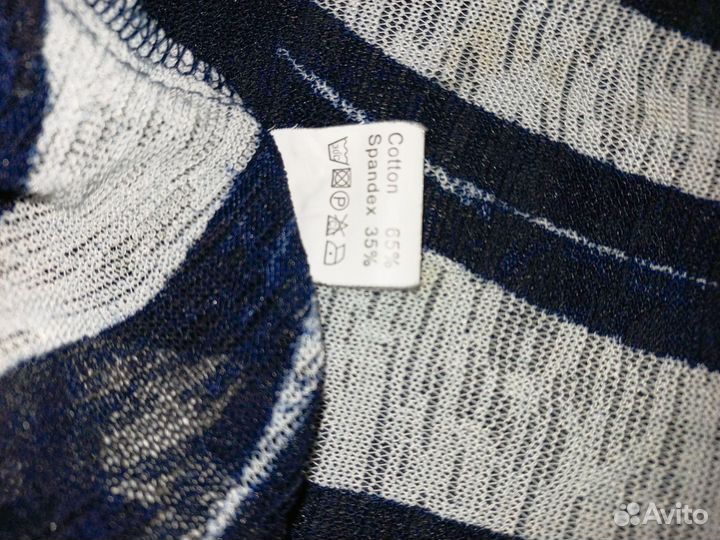 Cotton 65%
Spandex 35%
P
Avito